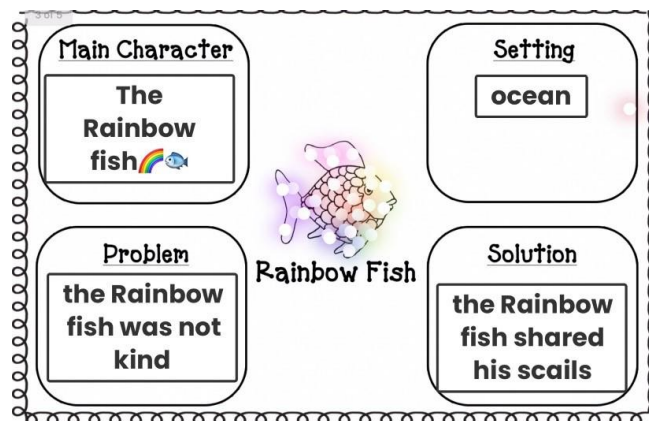 3 of 5
Main Character
The
Rainbow
fish🌈🐟
Setting
ocean
Rainbow Fish
Problem
the Rainbow
fish was not
kind
Solution
the Rainbow
fish shared
his scails